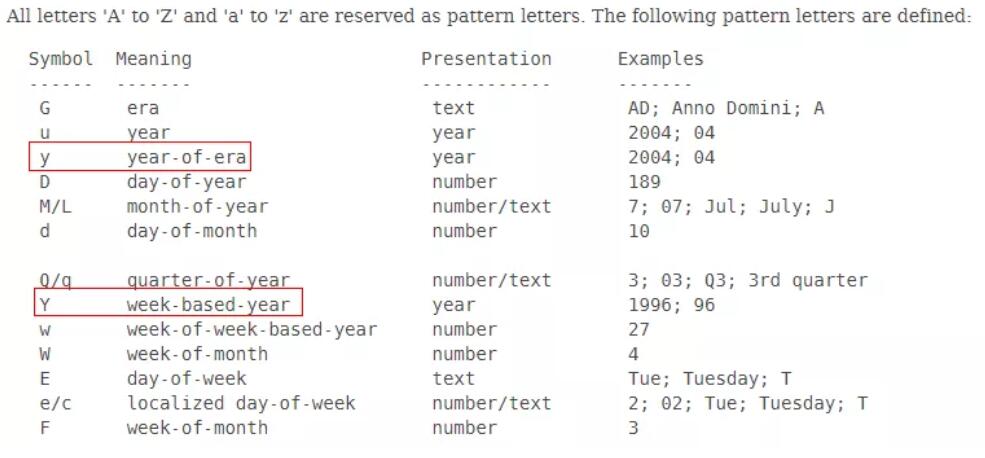 All letters 'A' to 'Z' and 'a' to 'z' are reserved as pattern letters. The following pattern letters are defined:
Symbol Meaning Presentation Examples
------ ------- ------------ -------
G era text AD; Anno Domini; A
u year year 2004; 04
y year-of-era year 2004; 04
D day-of-year number 189
M/L month-of-year number/text 7; 07; Jul; July; J
d day-of-month number 10
Q/q quarter-of-year number/text 3; 03; Q3; 3rd quarter
Y week-based-year year 1996; 96
w week-of-week-based-year number 27
W week-of-month number 4
E day-of-week text Tue; Tuesday; T
e/c localized day-of-week number/text 2; 02; Tue; Tuesday; T
F week-of-month number 3